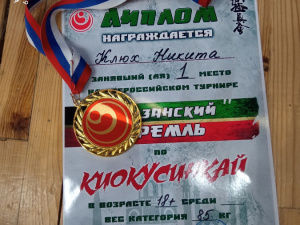 ДИПЛОМ
НАГРАЖДАЕТСЯ
Клюх Никита
ЗАНЯВШИЙ (АЯ) 1 МЕСТО
РОССИЙСКОМ ТУРНИРЕ
ЗАНСКИЙ"
РЕМЛЬ
ПО
КИОКУСИНКАЙ
В ВОЗРАСТЕ 18+ СРЕДИ
ВЕС КАТЕГОРИЯ 85 КГ